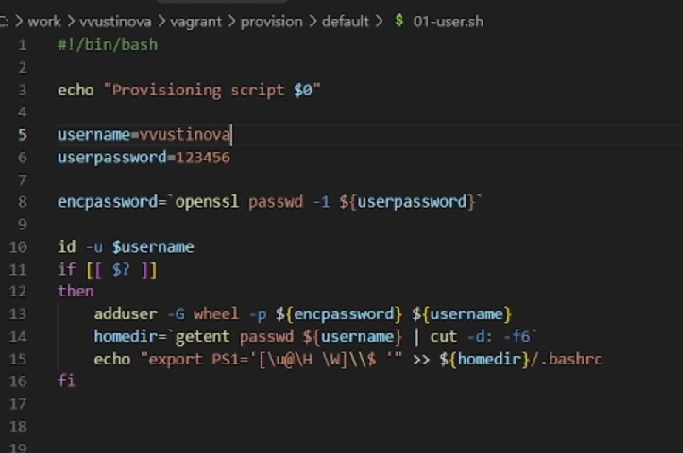 C: > work > vvustinova > vagrant > provision > default > $ 01-user.sh
1 #!/bin/bash
2
3 echo "Provisioning script $0"
4
5 username=vvustinova
6 userpassword=123456
7
8 encpassword=`openssl passwd -1 ${userpassword}`
9
10 id -u $username
11 if [[ $? ]]
12 then
13     adduser -G wheel -p ${encpassword} ${username}
14     homedir=`getent passwd ${username} | cut -d: -f6`
15     echo "export PS1='[\u@\H \W]\\$ '" >> ${homedir}/.bashrc
16 fi
17
18
19